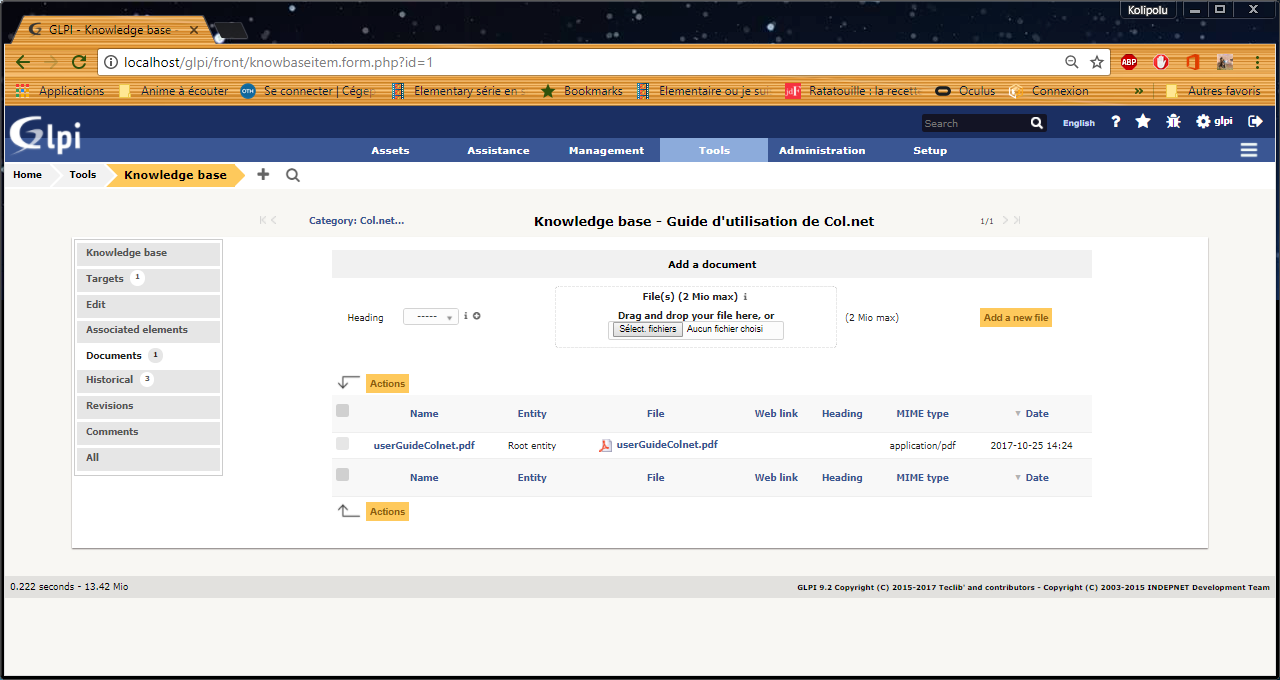 Kolipolu
GLPI - Knowledge base -
localhost/glpi/front/knowbaseitem.form.php?id=1
ABP
Applications Anime à écouter OTH Se connecter | Cége Elementary série en s Bookmarks Elementaire ou je sui JdF Ratatouille : la recett Oculus Connexion » Autres favoris
Glpi
Search English ? glpi
Assets Assistance Management Tools Administration Setup
Home Tools Knowledge base
Category: Col.net... Knowledge base - Guide d'utilisation de Col.net 1/1
Knowledge base
Targets 1
Edit
Associated elements
Documents 1
Historical 3
Revisions
Comments
All
Add a document
File(s) (2 Mio max) i
Drag and drop your file here, or
Heading ----- i (2 Mio max) Add a new file
Sélect. fichiers Aucun fichier choisi
Actions
Name Entity File Web link Heading MIME type Date
userGuideColnet.pdf Root entity userGuideColnet.pdf application/pdf 2017-10-25 14:24
Name Entity File Web link Heading MIME type Date
Actions
0.222 seconds - 13.42 Mio GLPI 9.2 Copyright (C) 2015-2017 Teclib' and contributors - Copyright (C) 2003-2015 INDEPNET Development Team